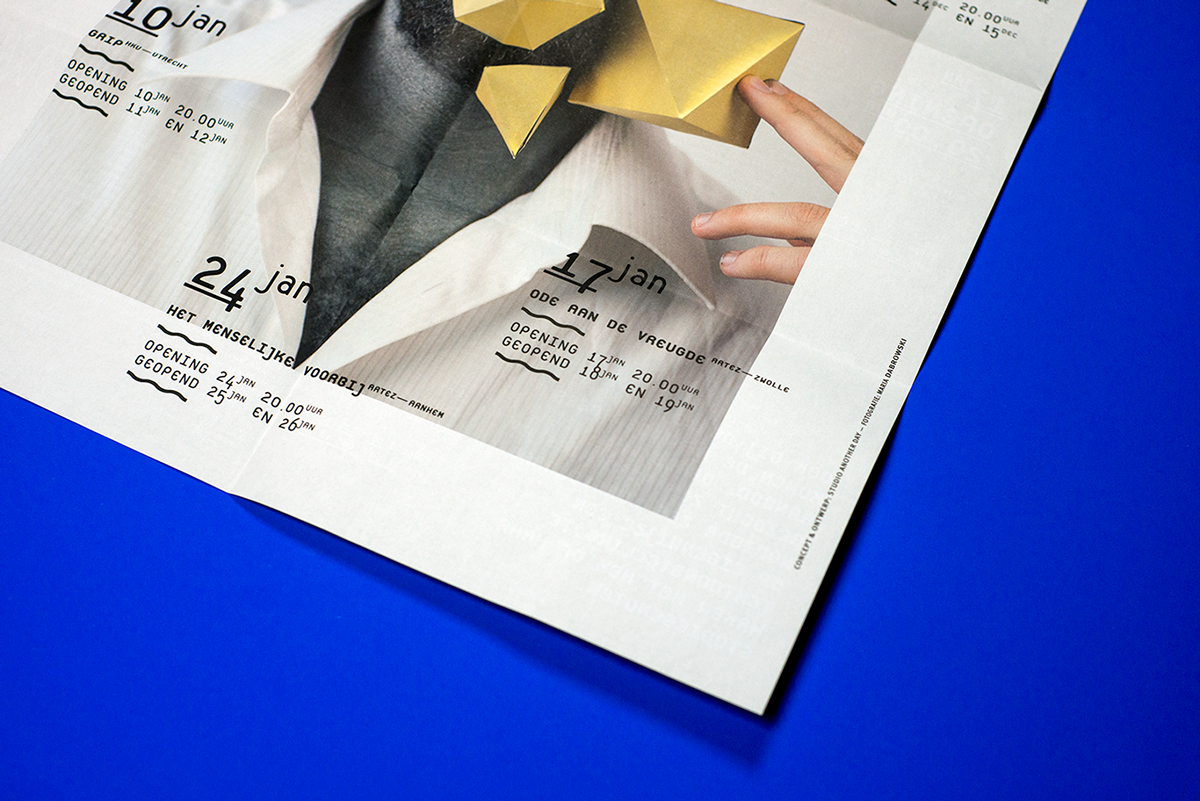 10 jan
GRIP HKU—UTRECHT
OPENING 10 JAN 20.00 UUR
GEOPEND 11 JAN EN 12 JAN
14 DEC 20.00 UUR
EN 15 DEC
24 jan
HET MENSELIJKE VOORBIJ ARTEZ—ARNHEM
OPENING 24 JAN 20.00 UUR
GEOPEND 25 JAN EN 26 JAN
17 jan
ODE AAN DE VREUGDE ARTEZ—ZWOLLE
OPENING 17 JAN 20.00 UUR
GEOPEND 18 JAN EN 19 JAN
CONCEPT & ONTWERP: STUDIO ANOTHER DAY — FOTOGRAFIE: MARIA DABROWSKI